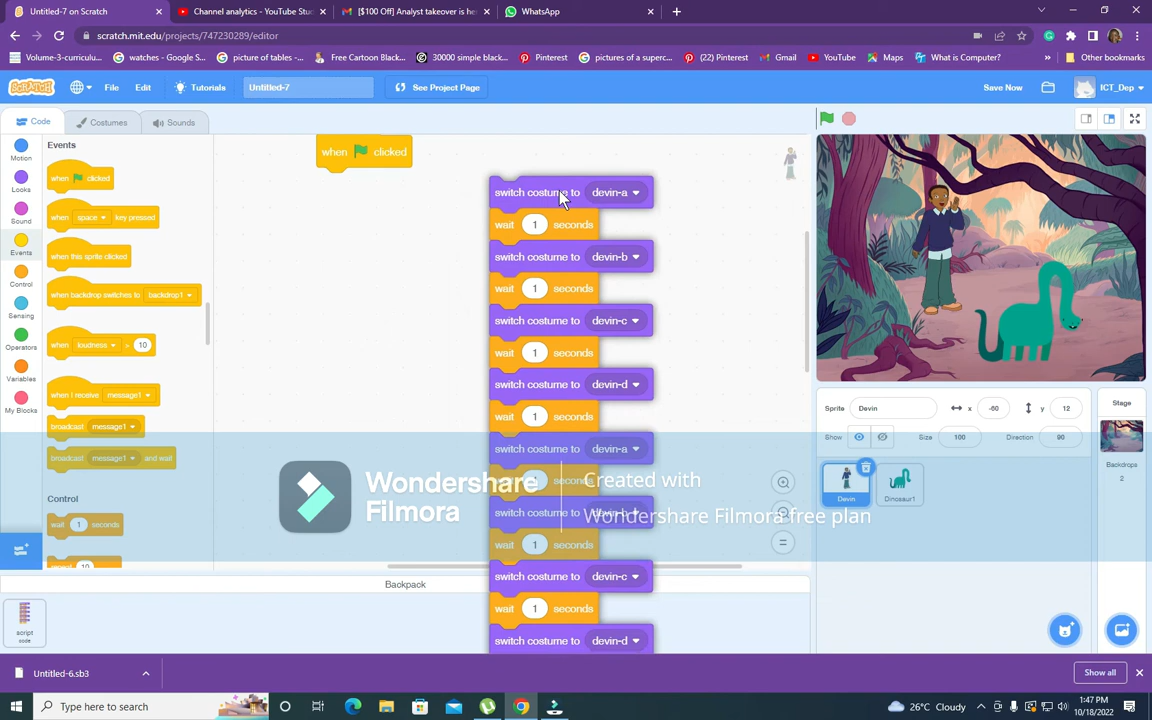 Untitled-7 on Scratch
Channel analytics - YouTube Stu
[$100 Off] Analyst takeover is he
WhatsApp
scratch.mit.edu/projects/747230289/editor
Volume-3-curriculu...
watches - Google S...
picture of tables -...
Free Cartoon Black...
30000 simple black...
Pinterest
pictures of a superc...
(22) Pinterest
Gmail
YouTube
Maps
What is Computer?
»
Other bookmarks
SCRATCH
File
Edit
Tutorials
Untitled-7
See Project Page
Save Now
ICT_Dep
Code
Costumes
Sounds
Motion
Looks
Sound
Events
Control
Sensing
Operators
Variables
My Blocks
Events
when clicked
when space key pressed
when this sprite clicked
when backdrop switches to backdrop1
when loudness > 10
when I receive message1
broadcast message1
broadcast message1 and wait
Control
wait 1 seconds
repeat 10
when clicked
switch costume to devin-a
wait 1 seconds
switch costume to devin-b
wait 1 seconds
switch costume to devin-c
wait 1 seconds
switch costume to devin-d
wait 1 seconds
switch costume to devin-a
switch costume to devin-b
wait 1 seconds
switch costume to devin-c
wait 1 seconds
switch costume to devin-d
Wondershare
Filmora
Created with
Wondershare Filmora free plan
Sprite Devin x -60 y 12
Show Size 100 Direction 90
Devin
Dinosaur1
Stage
Backdrops
2
Backpack
script
code
Untitled-6.sb3
Show all
Type here to search
26°C Cloudy
1:47 PM
10/18/2022